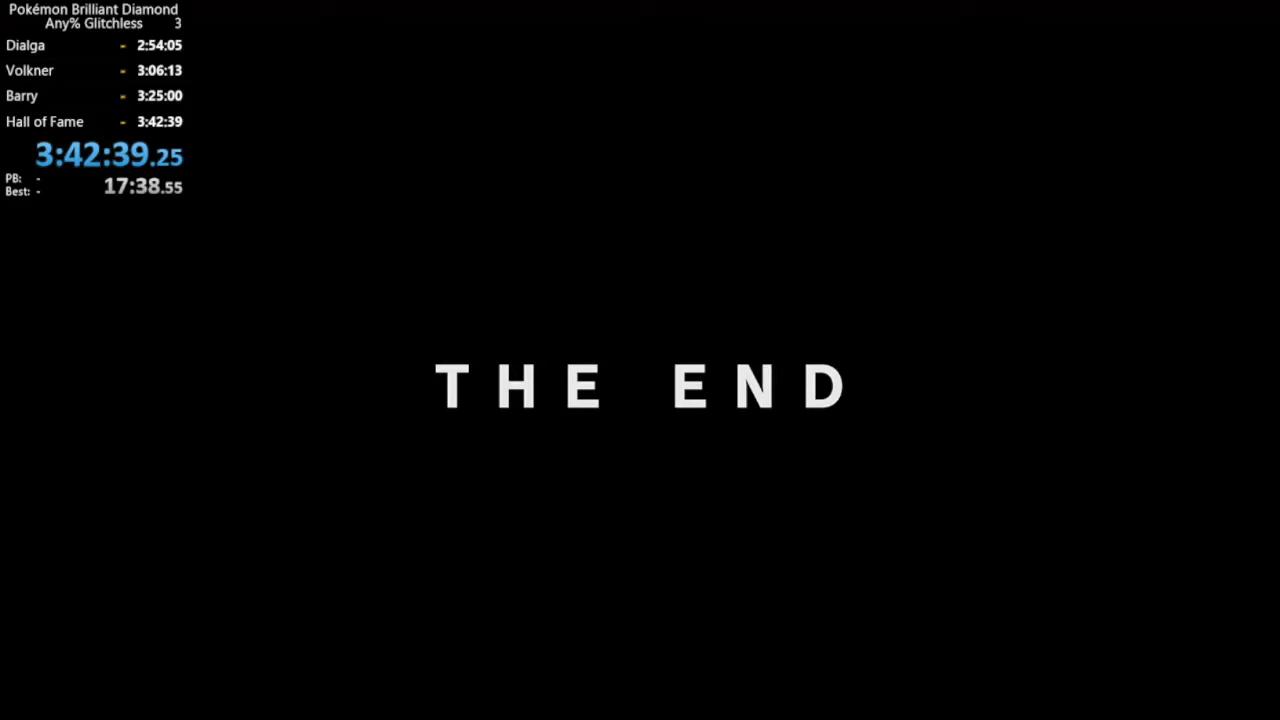 Pokémon Brilliant Diamond
Any% Glitchless 3
Dialga - 2:54:05
Volkner - 3:06:13
Barry - 3:25:00
Hall of Fame - 3:42:39
3:42:39.25
PB: -
Best: - 17:38.55
THE END